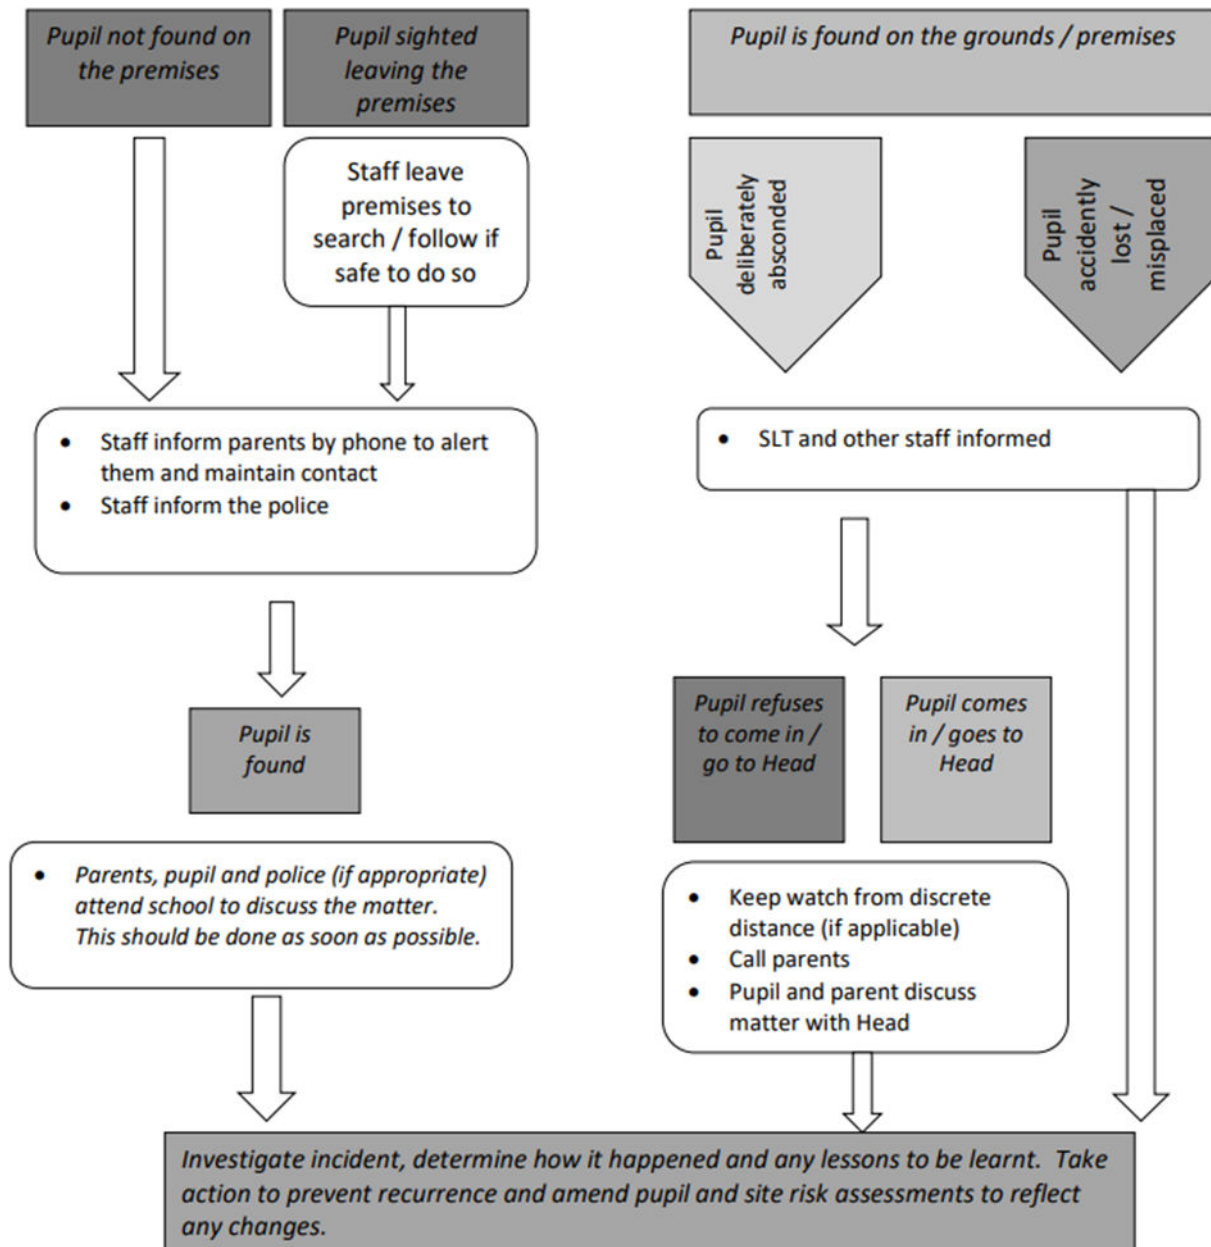 Pupil not found on
the premises
Pupil sighted
leaving the
premises
Pupil is found on the grounds / premises
Staff leave
premises to
search / follow if
safe to do so
Pupil
deliberately
absconded
Pupil
accidently
lost /
misplaced
• Staff inform parents by phone to alert
them and maintain contact
• Staff inform the police
• SLT and other staff informed
Pupil is
found
Pupil refuses
to come in /
go to Head
Pupil comes
in / goes to
Head
• Parents, pupil and police (if appropriate)
attend school to discuss the matter.
This should be done as soon as possible.
• Keep watch from discrete
distance (if applicable)
• Call parents
• Pupil and parent discuss
matter with Head
Investigate incident, determine how it happened and any lessons to be learnt.  Take
action to prevent recurrence and amend pupil and site risk assessments to reflect
any changes.